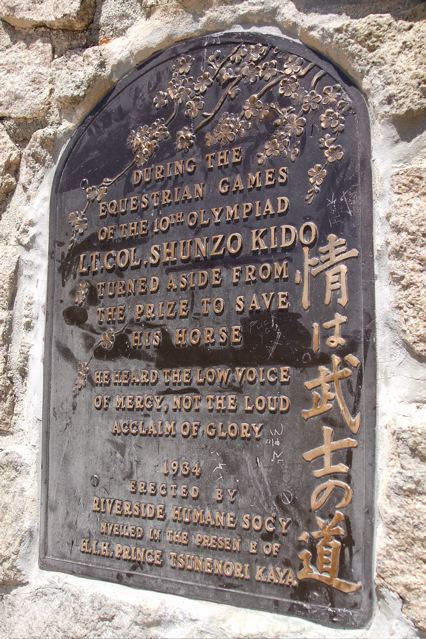 DURING THE
EQUESTRIAN GAMES
OF THE 10TH OLYMPIAD
LT.COL.SHUNZO KIDO
TURNED ASIDE FROM
THE PRIZE TO SAVE
HIS HORSE
HE HEARD THE LOW VOICE
OF MERCY, NOT THE LOUD
ACCLAIM OF GLORY
1934
ERECTED BY
RIVERSIDE HUMANE SOCY
NVEILED IN THE PRESEN E OF
H.I.H.PRINCE TSUNENORI KAYA
情は武士の道